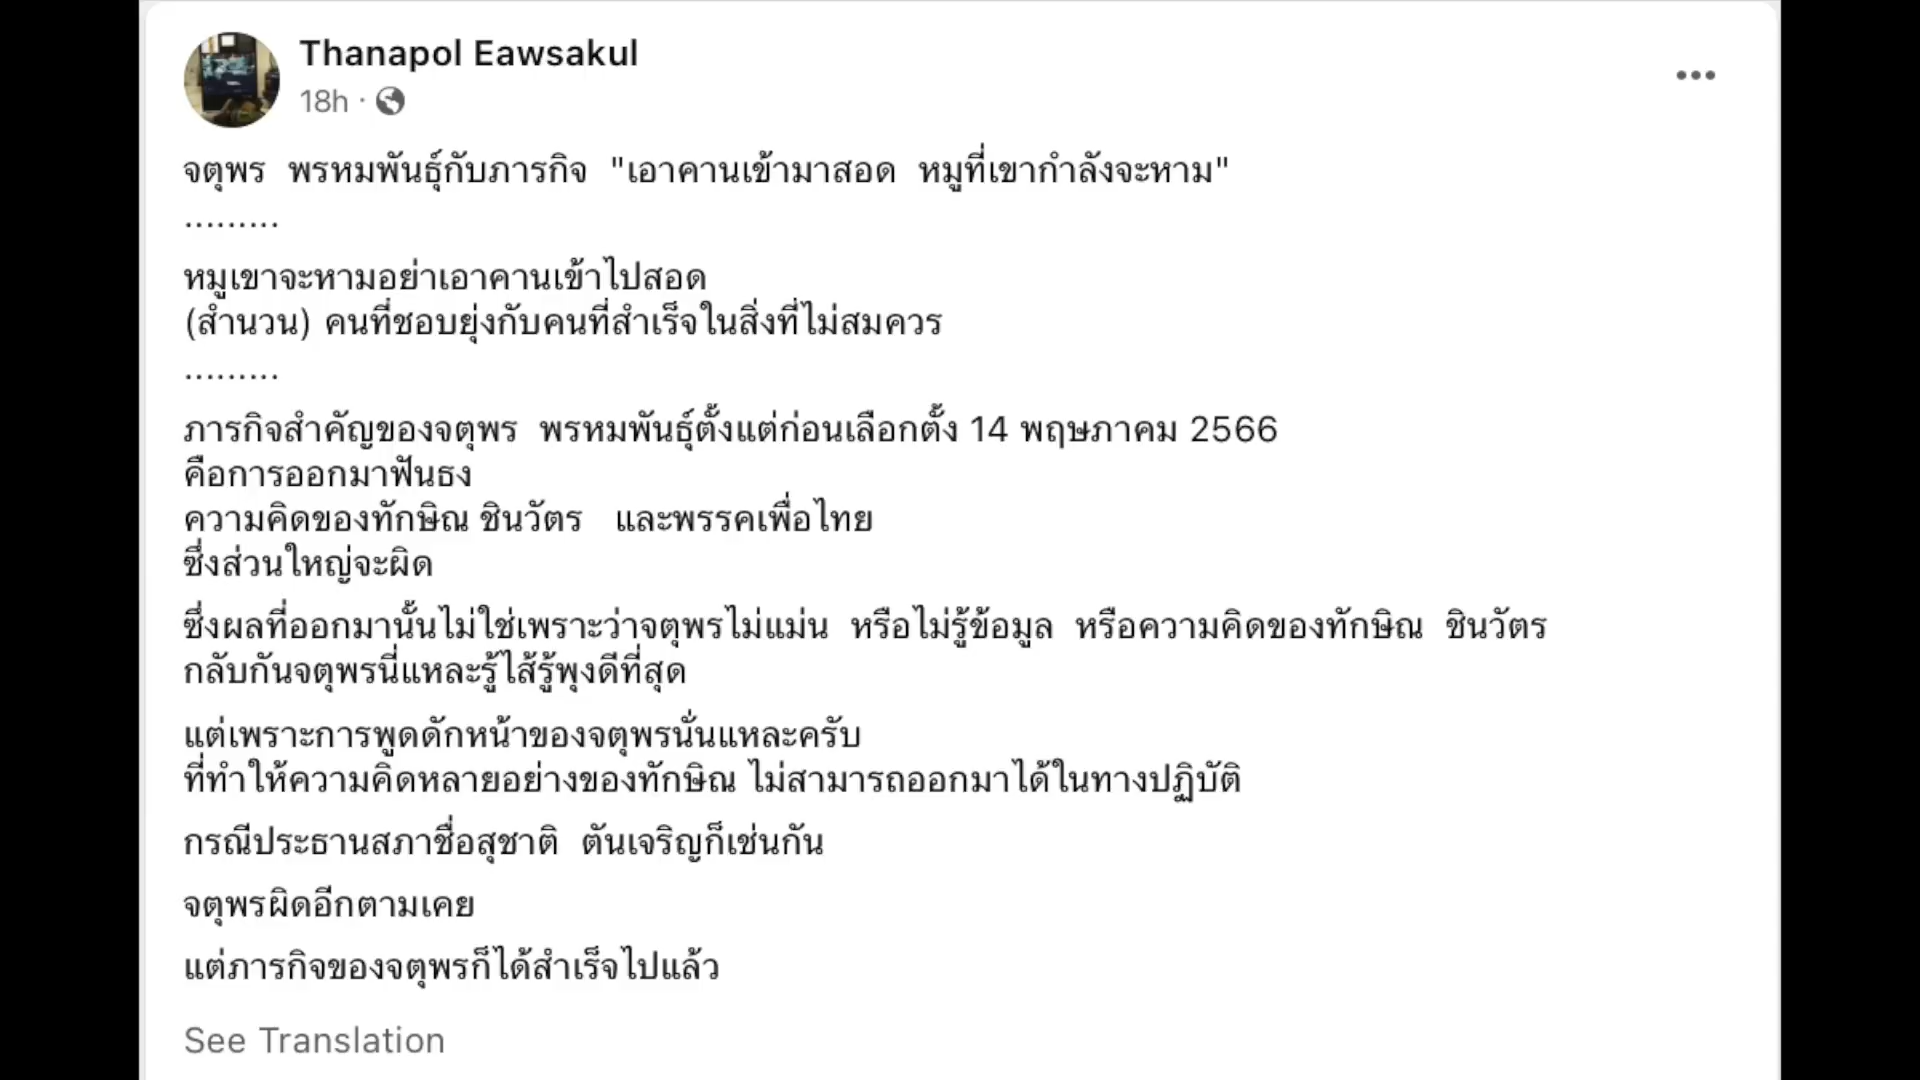 Thanapol Eawsakul
18h ·
จตุพร พรหมพันธุ์กับภารกิจ "เอาคานเข้ามาสอด หมูที่เขากำลังจะหาม"
.........
หมูเขาจะหามอย่าเอาคานเข้าไปสอด
(สำนวน) คนที่ชอบยุ่งกับคนที่สำเร็จในสิ่งที่ไม่สมควร
.........
ภารกิจสำคัญของจตุพร พรหมพันธุ์ตั้งแต่ก่อนเลือกตั้ง 14 พฤษภาคม 2566
คือการออกมาฟันธง
ความคิดของทักษิณ ชินวัตร และพรรคเพื่อไทย
ซึ่งส่วนใหญ่จะผิด
ซึ่งผลที่ออกมานั้นไม่ใช่เพราะว่าจตุพรไม่แม่น หรือไม่รู้ข้อมูล หรือความคิดของทักษิณ ชินวัตร
กลับกันจตุพรนี่แหละรู้ไส้รู้พุงดีที่สุด
แต่เพราะการพูดดักหน้าของจตุพรนั่นแหละครับ
ที่ทำให้ความคิดหลายอย่างของทักษิณ ไม่สามารถออกมาได้ในทางปฏิบัติ
กรณีประธานสภาชื่อสุชาติ ตันเจริญก็เช่นกัน
จตุพรผิดอีกตามเคย
แต่ภารกิจของจตุพรก็ได้สำเร็จไปแล้ว
See Translation